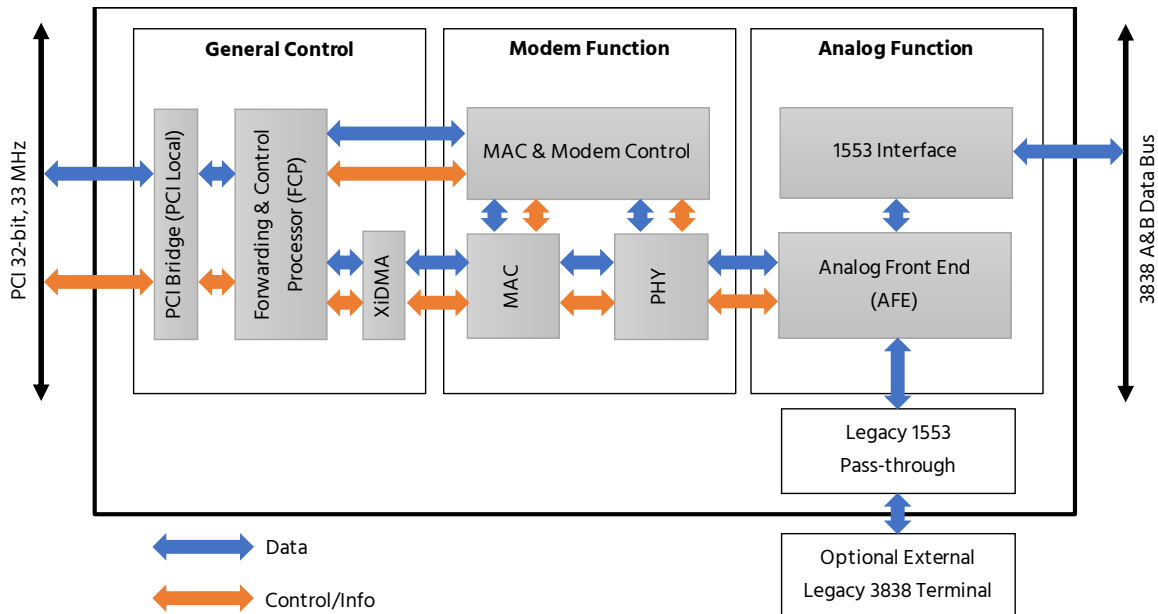 General Control
Modem Function
Analog Function
PCI 32-bit, 33 MHz
PCI Bridge (PCI Local)
Forwarding & Control
Processor (FCP)
XiDMA
MAC & Modem Control
MAC
PHY
1553 Interface
Analog Front End
(AFE)
3838 A&B Data Bus
Legacy 1553
Pass-through
Optional External
Legacy 3838 Terminal
Data
Control/Info